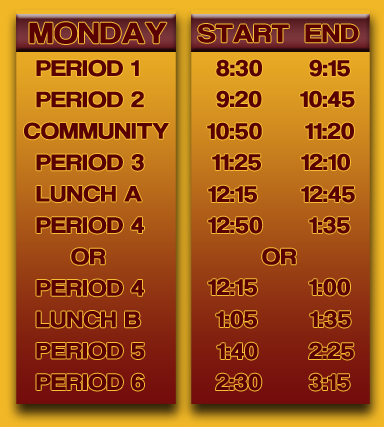 MONDAY START END
PERIOD 1 8:30 9:15
PERIOD 2 9:20 10:45
COMMUNITY 10:50 11:20
PERIOD 3 11:25 12:10
LUNCH A 12:15 12:45
PERIOD 4 12:50 1:35
OR OR
PERIOD 4 12:15 1:00
LUNCH B 1:05 1:35
PERIOD 5 1:40 2:25
PERIOD 6 2:30 3:15